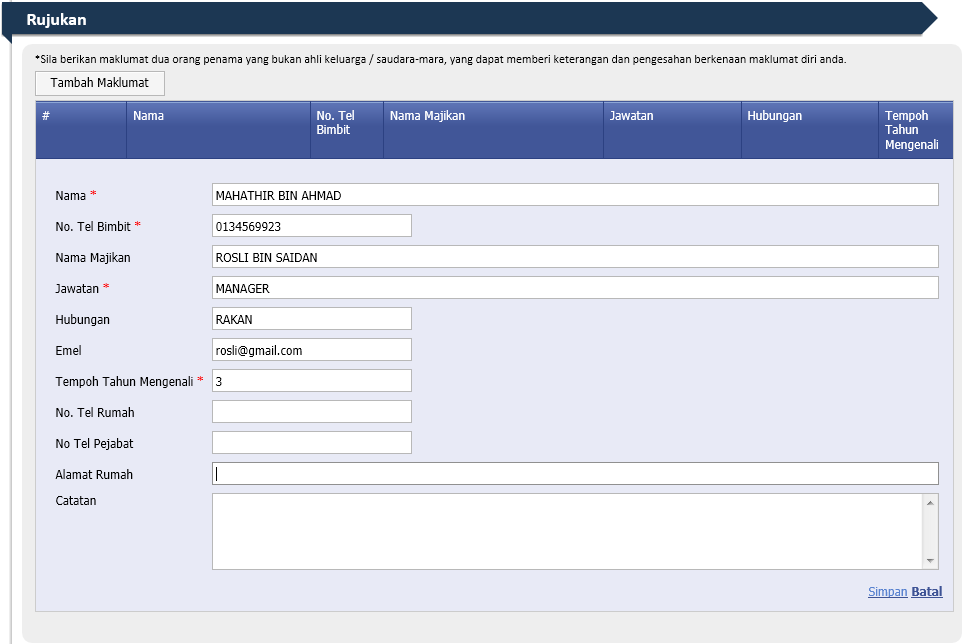 Rujukan
*Sila berikan maklumat dua orang penama yang bukan ahli keluarga / saudara-mara, yang dapat memberi keterangan dan pengesahan berkenaan maklumat diri anda.
Tambah Maklumat
# Nama No. Tel Bimbit Nama Majikan Jawatan Hubungan Tempoh Tahun Mengenali
Nama * MAHATHIR BIN AHMAD
No. Tel Bimbit * 0134569923
Nama Majikan ROSLI BIN SAIDAN
Jawatan * MANAGER
Hubungan RAKAN
Emel rosli@gmail.com
Tempoh Tahun Mengenali * 3
No. Tel Rumah
No Tel Pejabat
Alamat Rumah
Catatan
Simpan Batal